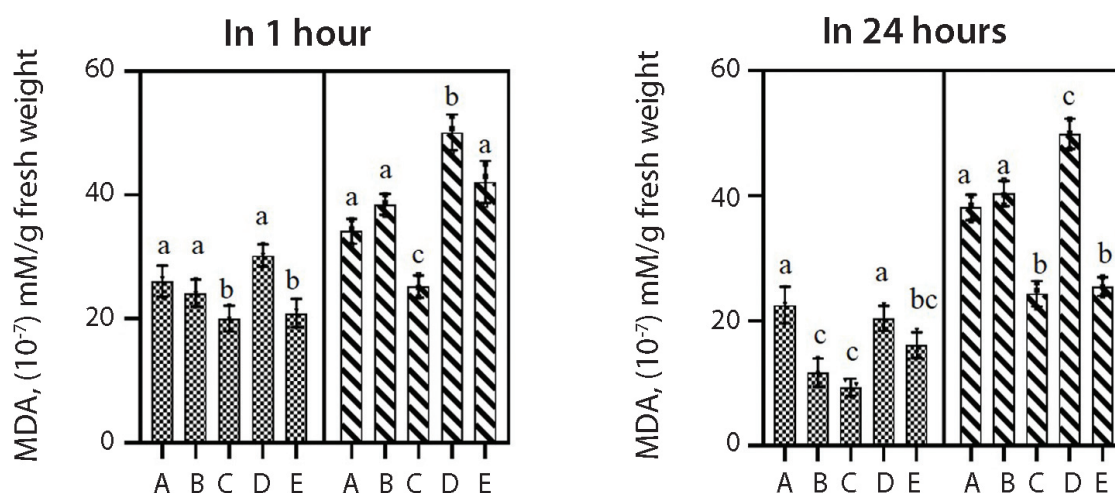 In 1 hour
MDA, (10⁻⁷) mM/g fresh weight
60
40
20
0
a a b a b a a c b a
A B C D E A B C D E
In 24 hours
MDA, (10⁻⁷) mM/g fresh weight
60
40
20
0
a c c a bc a a b c b
A B C D E A B C D E